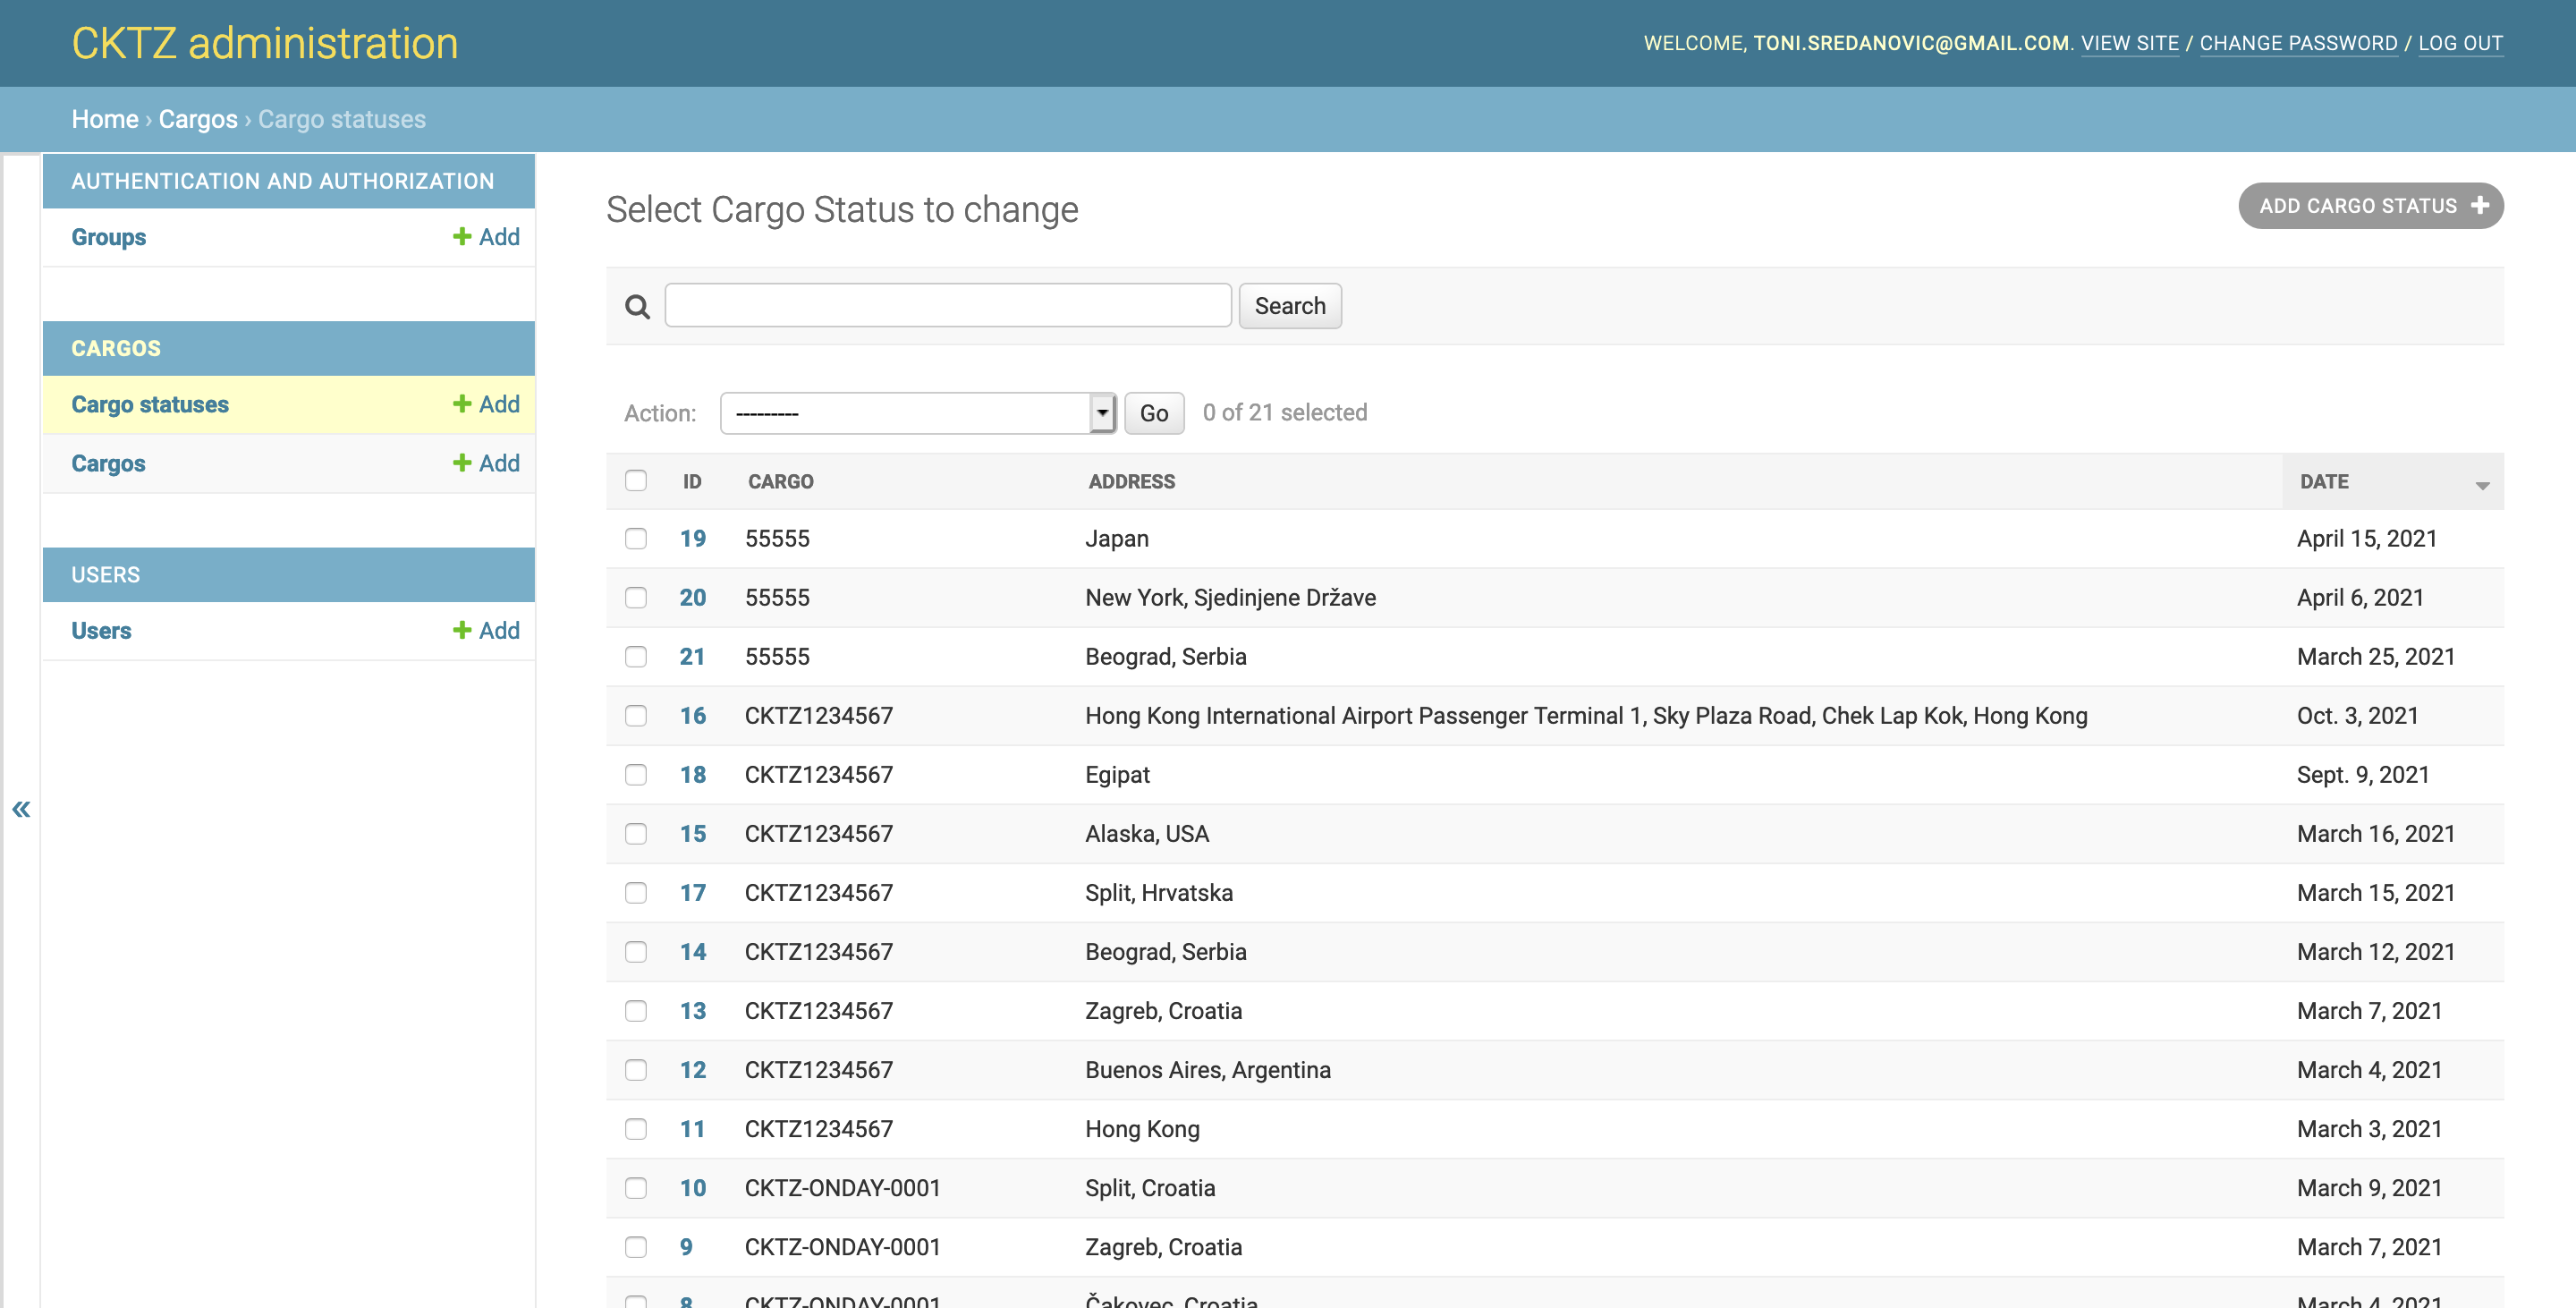 CKTZ administration
WELCOME, TONI.SREDANOVIC@GMAIL.COM. VIEW SITE / CHANGE PASSWORD / LOG OUT
Home › Cargos › Cargo statuses
AUTHENTICATION AND AUTHORIZATION
Groups + Add
CARGOS
Cargo statuses + Add
Cargos + Add
USERS
Users + Add
«
Select Cargo Status to change
ADD CARGO STATUS +
Search
Action: --------- Go 0 of 21 selected
ID CARGO ADDRESS DATE
19 55555 Japan April 15, 2021
20 55555 New York, Sjedinjene Države April 6, 2021
21 55555 Beograd, Serbia March 25, 2021
16 CKTZ1234567 Hong Kong International Airport Passenger Terminal 1, Sky Plaza Road, Chek Lap Kok, Hong Kong Oct. 3, 2021
18 CKTZ1234567 Egipat Sept. 9, 2021
15 CKTZ1234567 Alaska, USA March 16, 2021
17 CKTZ1234567 Split, Hrvatska March 15, 2021
14 CKTZ1234567 Beograd, Serbia March 12, 2021
13 CKTZ1234567 Zagreb, Croatia March 7, 2021
12 CKTZ1234567 Buenos Aires, Argentina March 4, 2021
11 CKTZ1234567 Hong Kong March 3, 2021
10 CKTZ-ONDAY-0001 Split, Croatia March 9, 2021
9 CKTZ-ONDAY-0001 Zagreb, Croatia March 7, 2021
8 CKTZ-ONDAY-0001 Čakovec, Croatia March 4, 2021